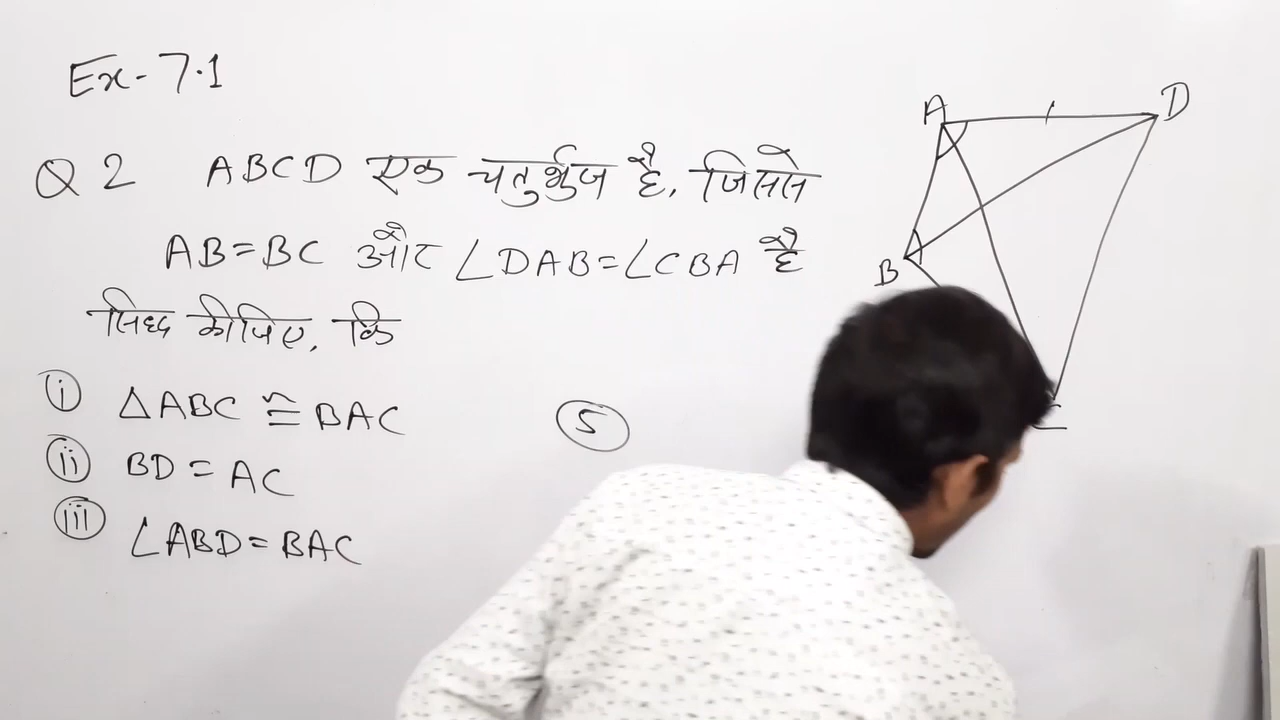 Ex-7.1
Q 2 ABCD एक चतुर्भुज है, जिससे
AB=BC और ∠DAB=∠CBA है
सिध्द कीजिए, कि
(i) △ABC ≅ BAC
(ii) BD = AC
(iii) ∠ABD = BAC
5
A
D
B